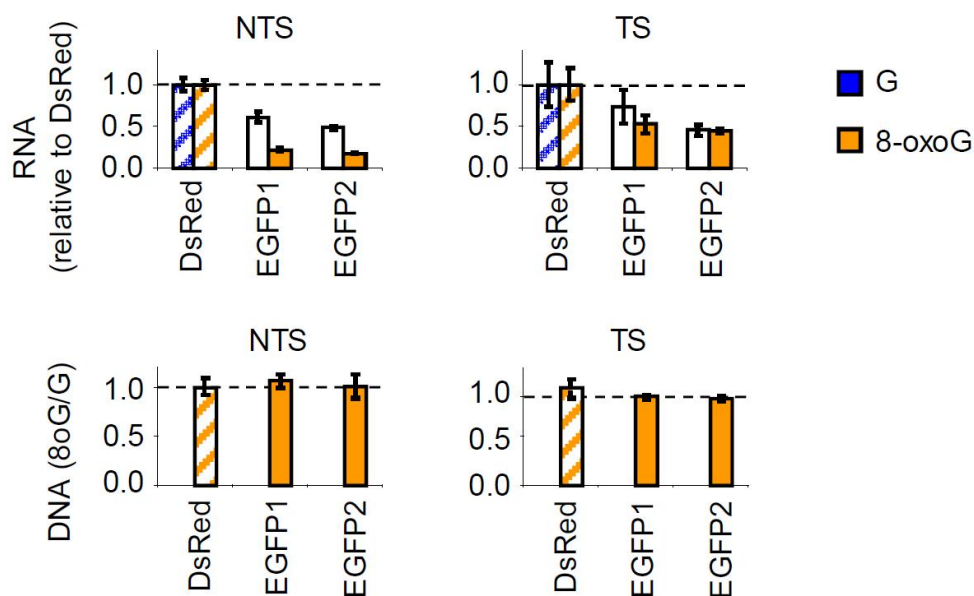 NTS
TS
RNA
(relative to DsRed)
1.0
0.5
0.0
DsRed
EGFP1
EGFP2
1.0
0.5
0.0
DsRed
EGFP1
EGFP2
G
8-oxoG
NTS
TS
DNA (8oG/G)
1.0
0.5
0.0
DsRed
EGFP1
EGFP2
1.0
0.5
0.0
DsRed
EGFP1
EGFP2